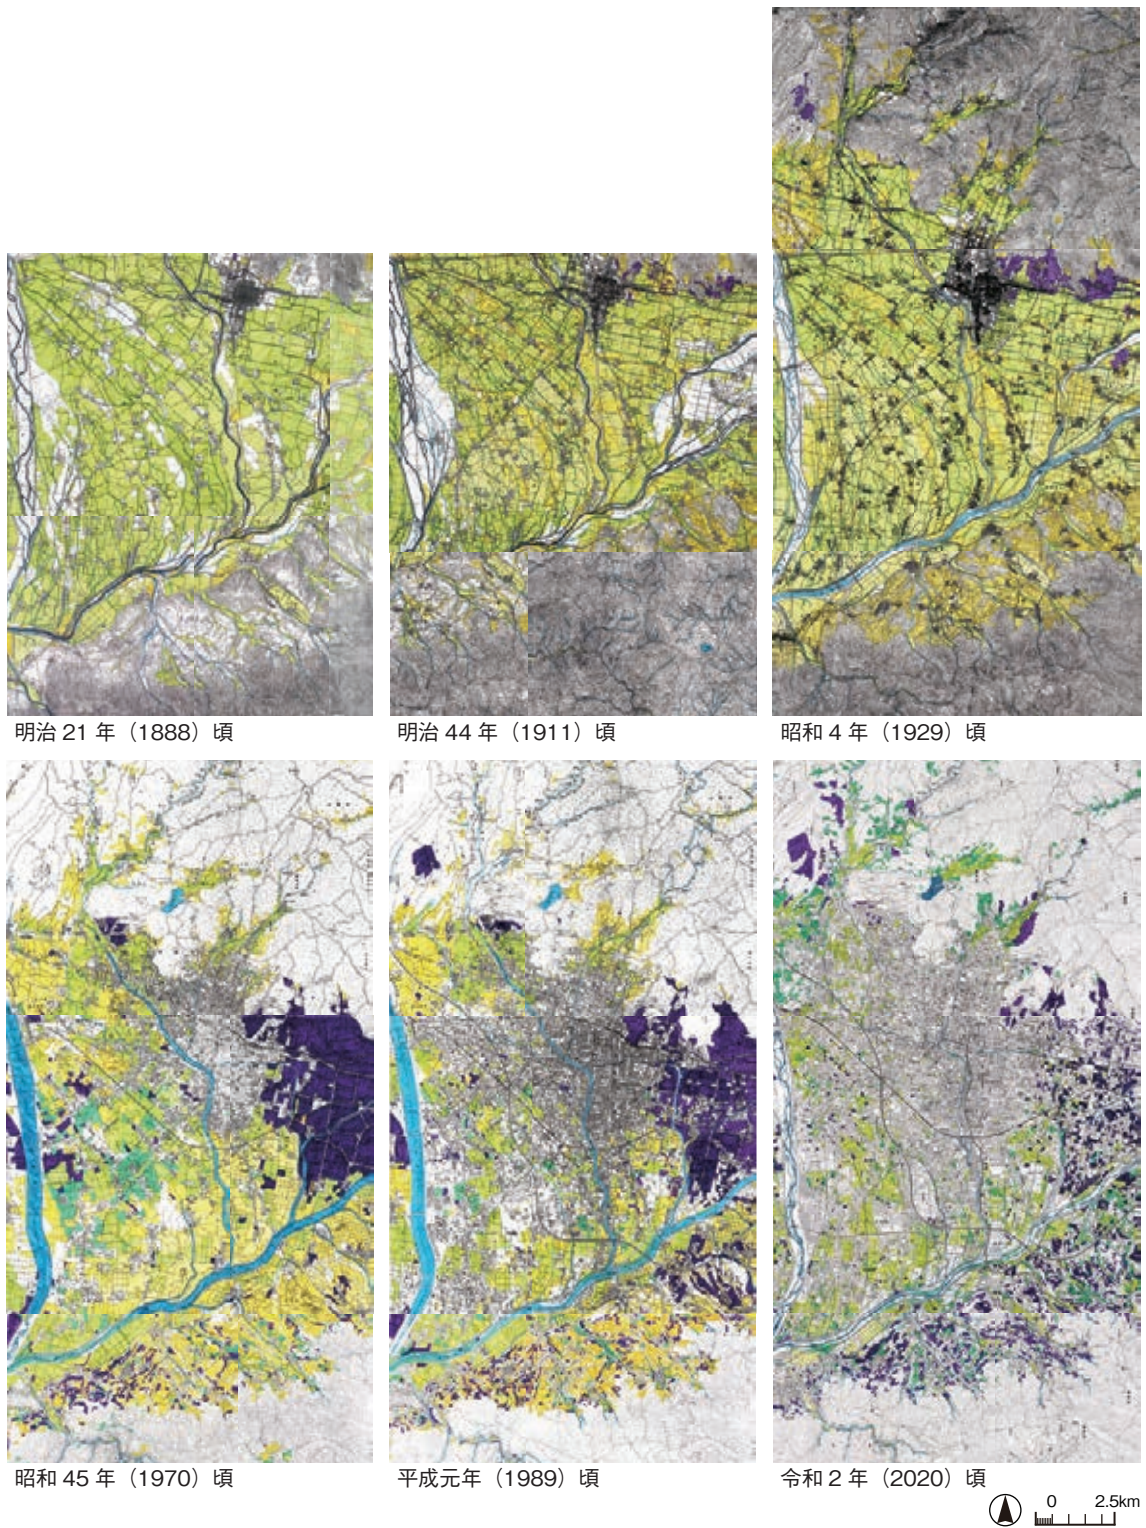 明治 21 年（1888）頃
明治 44 年（1911）頃
昭和 4 年（1929）頃
昭和 45 年（1970）頃
平成元年（1989）頃
令和 2 年（2020）頃
0 2.5km